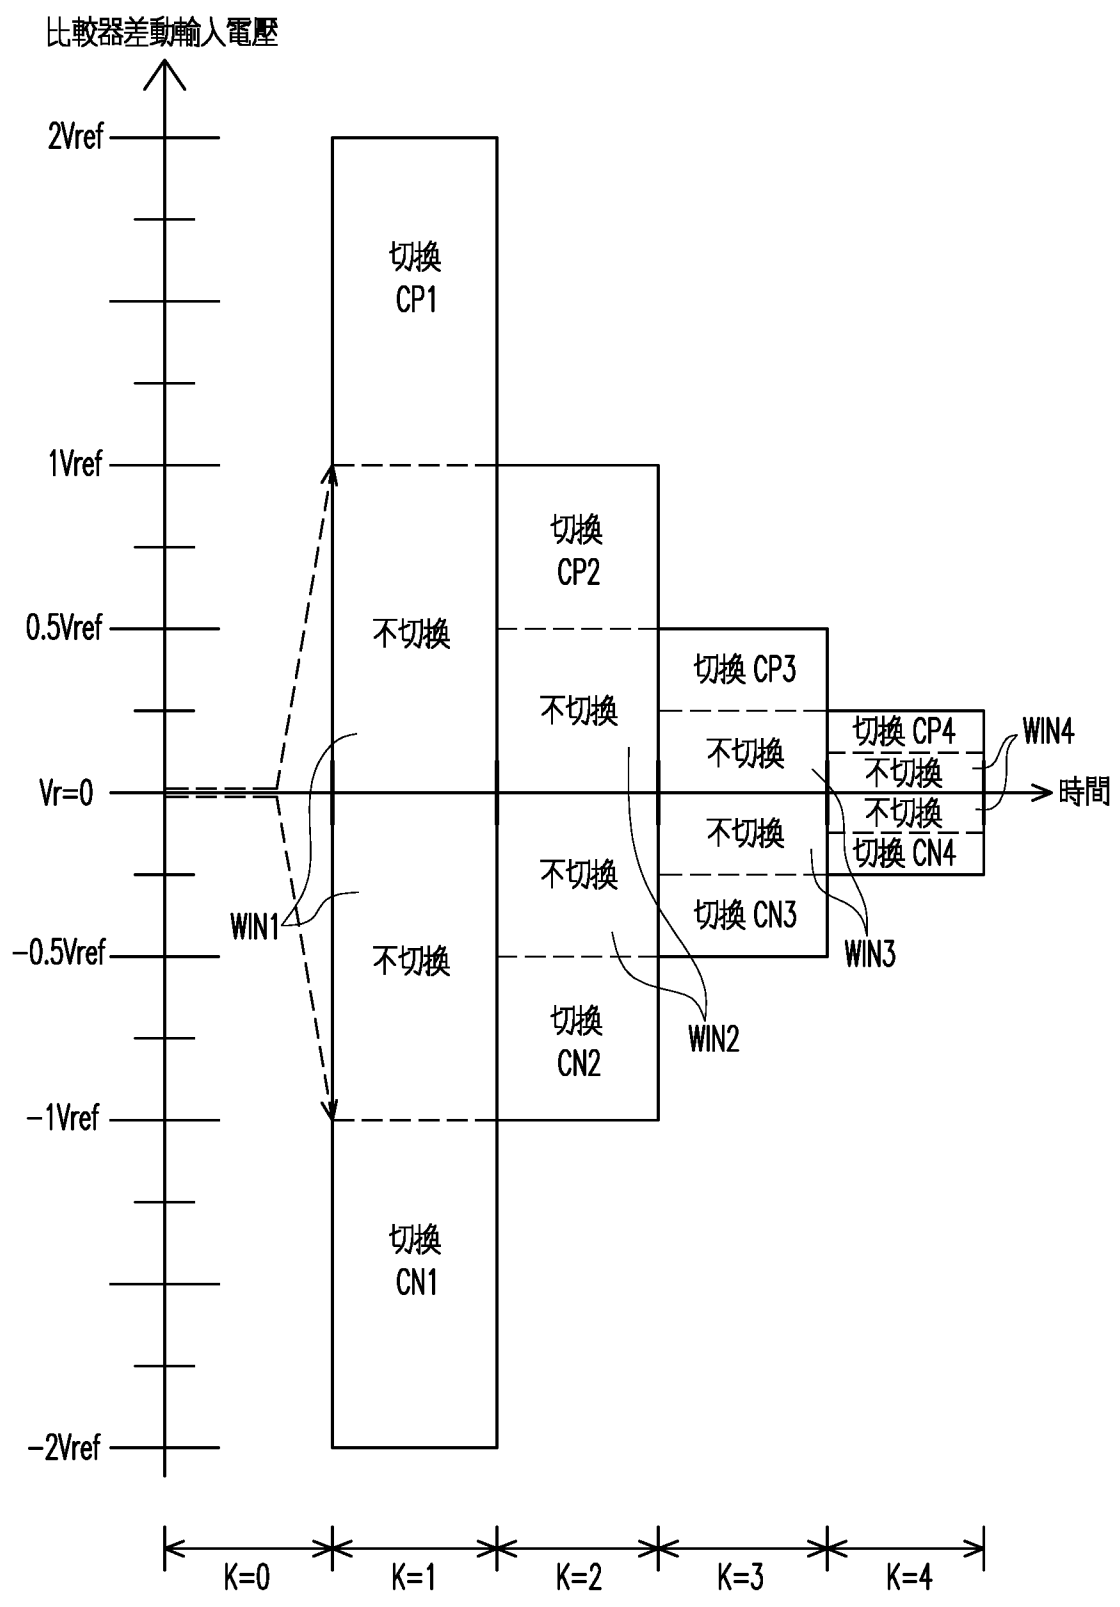 比較器差動輸入電壓
2Vref
切換
CP1
1Vref
切換
CP2
0.5Vref
不切換
切換 CP3
不切換
切換 CP4
WIN4
不切換
不切換
Vr=0
時間
不切換
不切換
切換 CN4
不切換
切換 CN3
WIN1
WIN3
-0.5Vref
不切換
切換
CN2
WIN2
-1Vref
切換
CN1
-2Vref
K=0
K=1
K=2
K=3
K=4